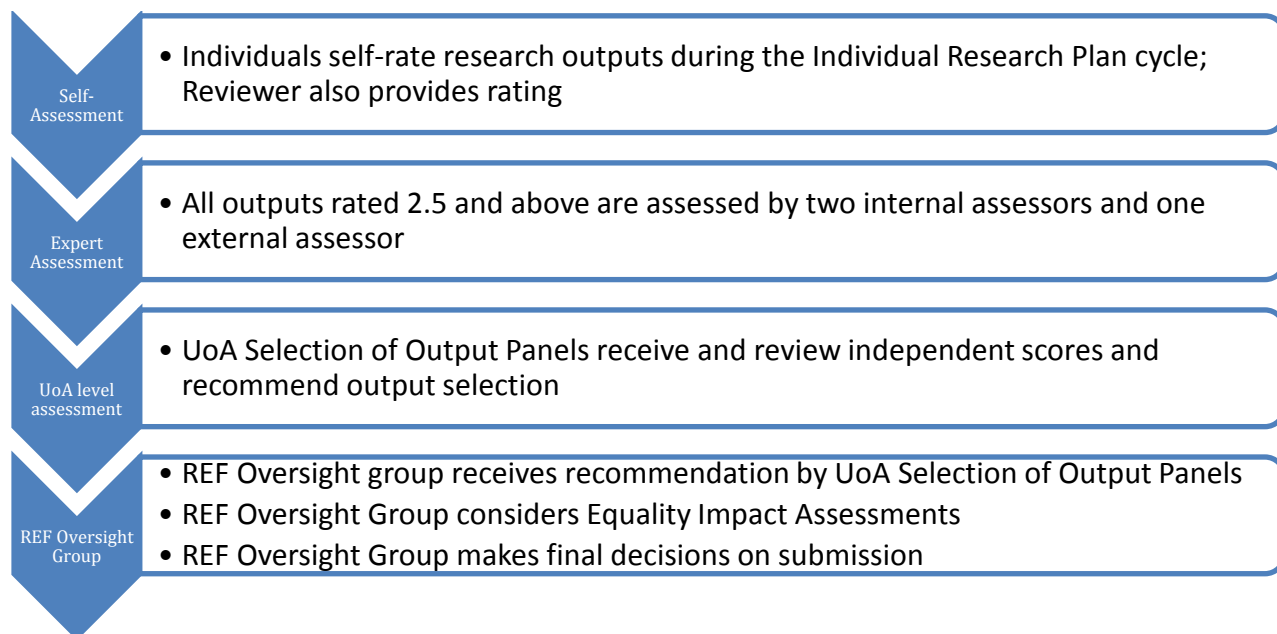 Self-
Assessment
• Individuals self-rate research outputs during the Individual Research Plan cycle;
Reviewer also provides rating
Expert
Assessment
• All outputs rated 2.5 and above are assessed by two internal assessors and one
external assessor
UoA level
assessment
• UoA Selection of Output Panels receive and review independent scores and
recommend output selection
REF Oversight
Group
• REF Oversight group receives recommendation by UoA Selection of Output Panels
• REF Oversight Group considers Equality Impact Assessments
• REF Oversight Group makes final decisions on submission